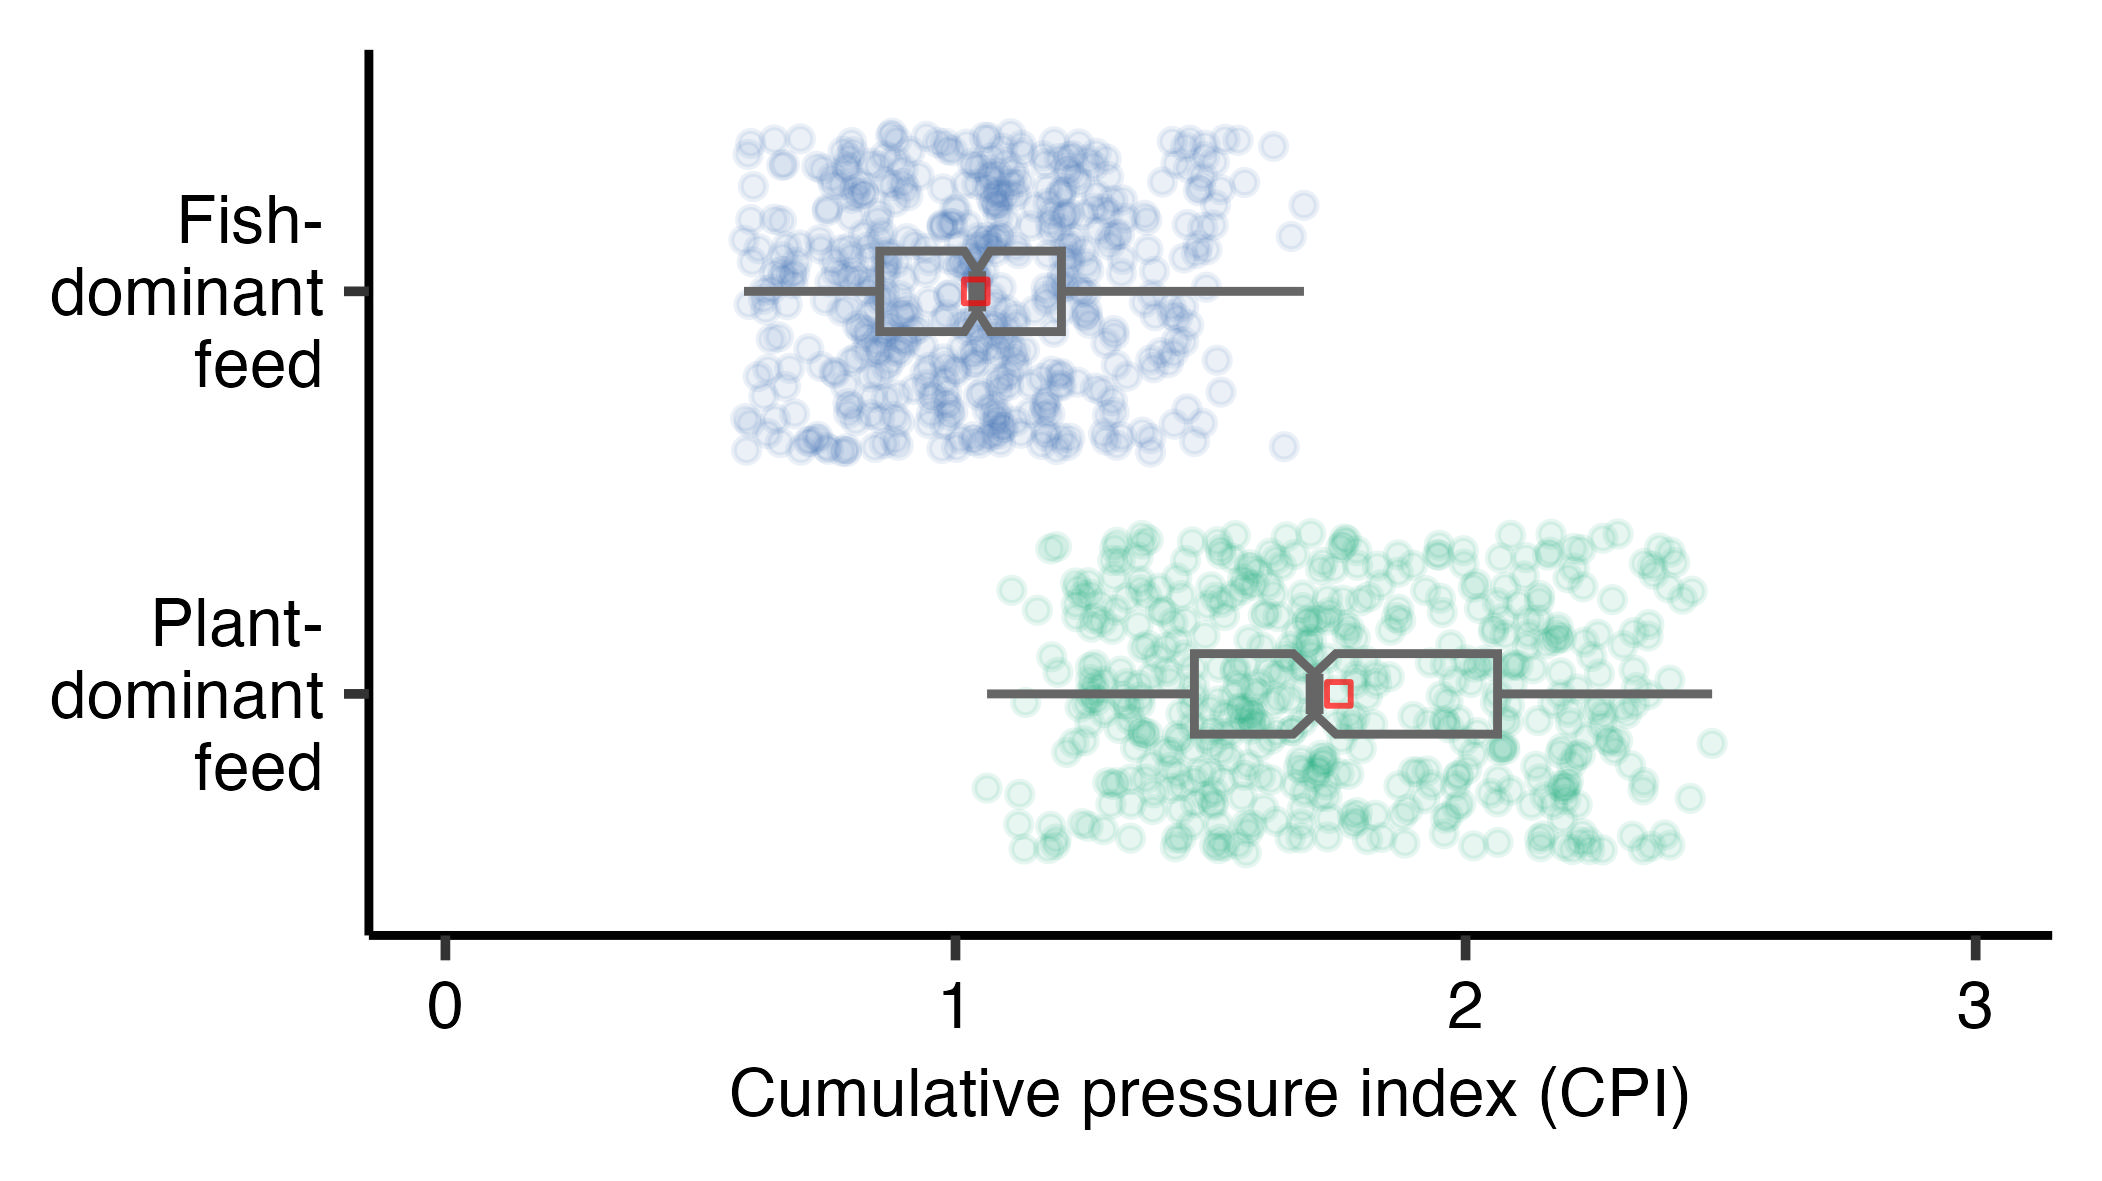 Fish-
dominant
feed
Plant-
dominant
feed
0 1 2 3
Cumulative pressure index (CPI)